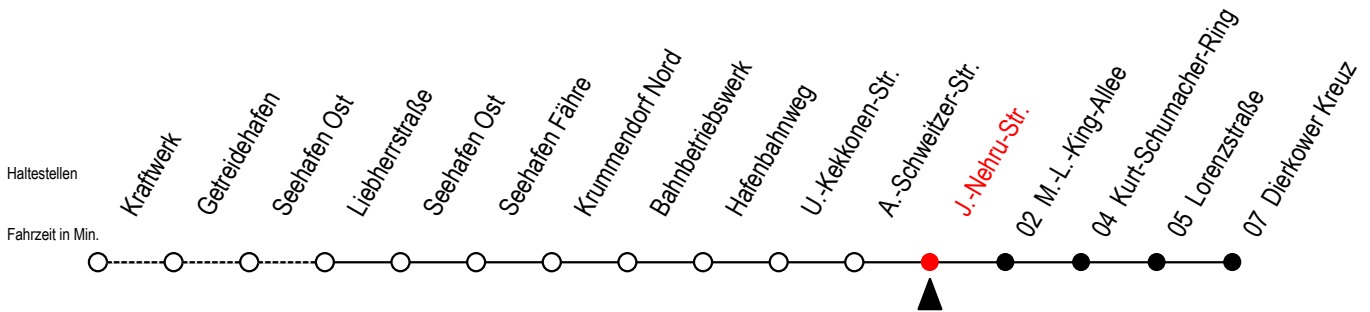 Haltestellen
Fahrzeit in Min.
Kraftwerk
Getreidehafen
Seehafen Ost
Liebherrstraße
Seehafen Ost
Seehafen Fähre
Krummendorf Nord
Bahnbetriebswerk
Hafenbahnweg
U.-Kekkonen-Str.
A.-Schweitzer-Str.
J.-Nehru-Str.
02 M.-L.-King-Allee
04 Kurt-Schumacher-Ring
05 Lorenzstraße
07 Dierkower Kreuz